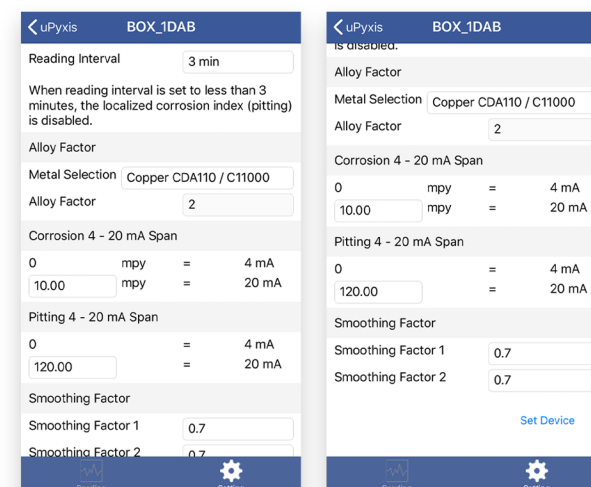 uPyxis BOX_1DAB
Reading Interval 3 min
When reading interval is set to less than 3
minutes, the localized corrosion index (pitting)
is disabled.
Alloy Factor
Metal Selection Copper CDA110 / C11000
Alloy Factor 2
Corrosion 4 - 20 mA Span
0 mpy = 4 mA
10.00 mpy = 20 mA
Pitting 4 - 20 mA Span
0 = 4 mA
120.00 = 20 mA
Smoothing Factor
Smoothing Factor 1 0.7
Smoothing Factor 2 0.7
uPyxis BOX_1DAB
is disabled.
Alloy Factor
Metal Selection Copper CDA110 / C11000
Alloy Factor 2
Corrosion 4 - 20 mA Span
0 mpy = 4 mA
10.00 mpy = 20 mA
Pitting 4 - 20 mA Span
0 = 4 mA
120.00 = 20 mA
Smoothing Factor
Smoothing Factor 1 0.7
Smoothing Factor 2 0.7
Set Device